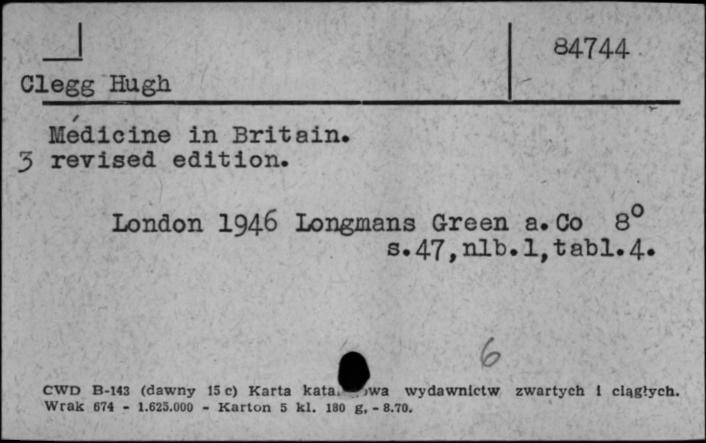 84744
Clegg Hugh
Médicine in Britain.
3 revised edition.
London 1946 Longmans Green a.Co 8°
s.47,nlb.1,tabl.4.
6
CWD B-143 (dawny 15 c) Karta wydawnictw zwartych i ciągłych.
Wrak 674 - 1.625.000 - Karton 5 kl. 180 g. - 8.70.